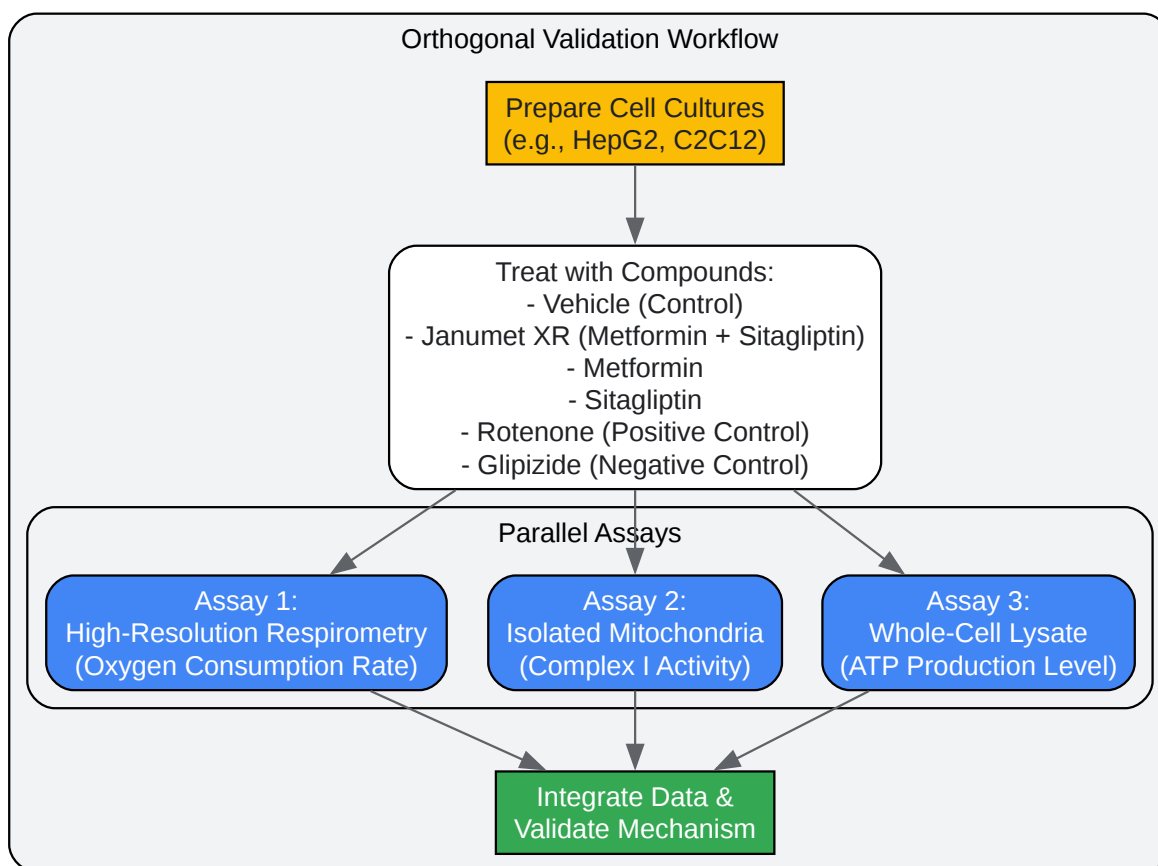 Orthogonal Validation Workflow
Prepare Cell Cultures
(e.g., HepG2, C2C12)
Treat with Compounds:
- Vehicle (Control)
- Janumet XR (Metformin + Sitagliptin)
- Metformin
- Sitagliptin
- Rotenone (Positive Control)
- Glipizide (Negative Control)
Parallel Assays
Assay 1:
High-Resolution Respirometry
(Oxygen Consumption Rate)
Assay 2:
Isolated Mitochondria
(Complex I Activity)
Assay 3:
Whole-Cell Lysate
(ATP Production Level)
Integrate Data &
Validate Mechanism